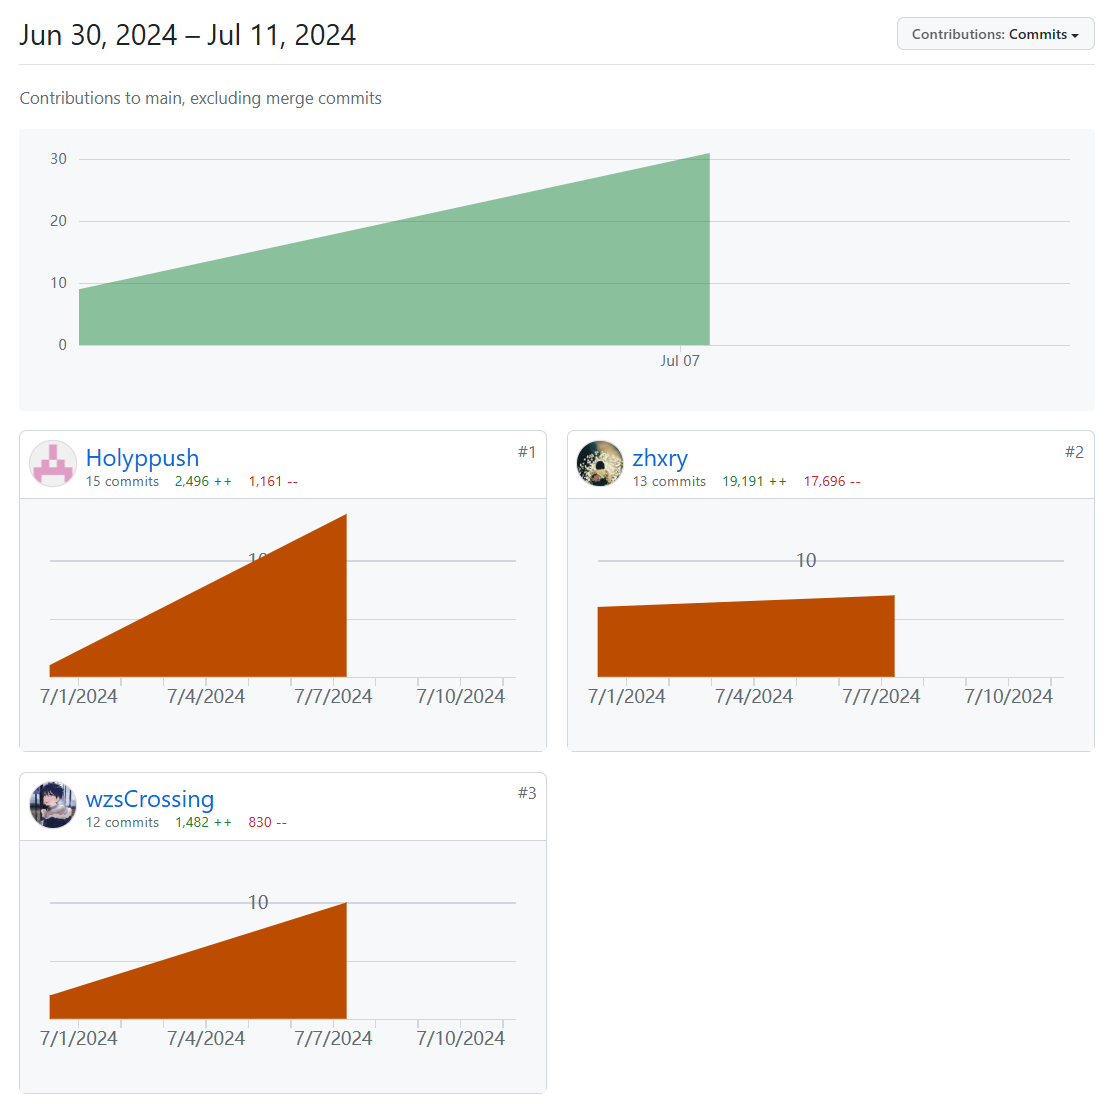 Jun 30, 2024 – Jul 11, 2024
Contributions: Commits
Contributions to main, excluding merge commits
30
20
10
0
Jul 07
Holyppush
#1
15 commits 2,496 ++ 1,161 --
10
7/1/2024 7/4/2024 7/7/2024 7/10/2024
zhxry
#2
13 commits 19,191 ++ 17,696 --
10
7/1/2024 7/4/2024 7/7/2024 7/10/2024
wzsCrossing
#3
12 commits 1,482 ++ 830 --
10
7/1/2024 7/4/2024 7/7/2024 7/10/2024